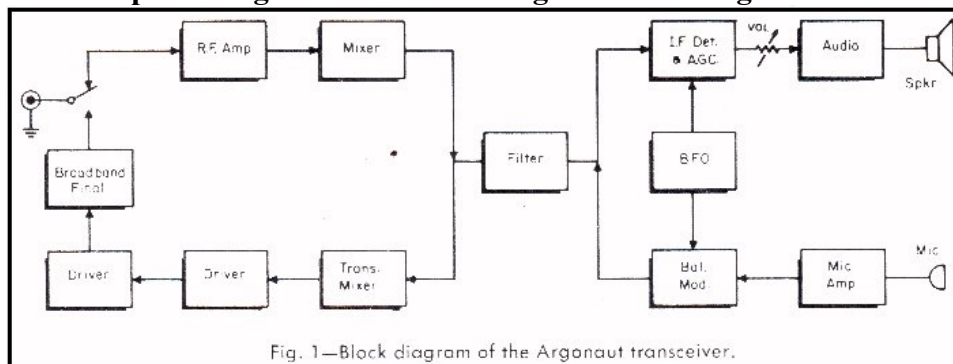 R.F. Amp
Mixer
I.F. Det.
& AGC.
VOL.
Audio
Spkr
Broadband
Final
Filter
B.F.O
Driver
Driver
Trans.
Mixer
Bal.
Mod.
Mic
Amp
Mic
Fig. 1—Block diagram of the Argonaut transceiver.